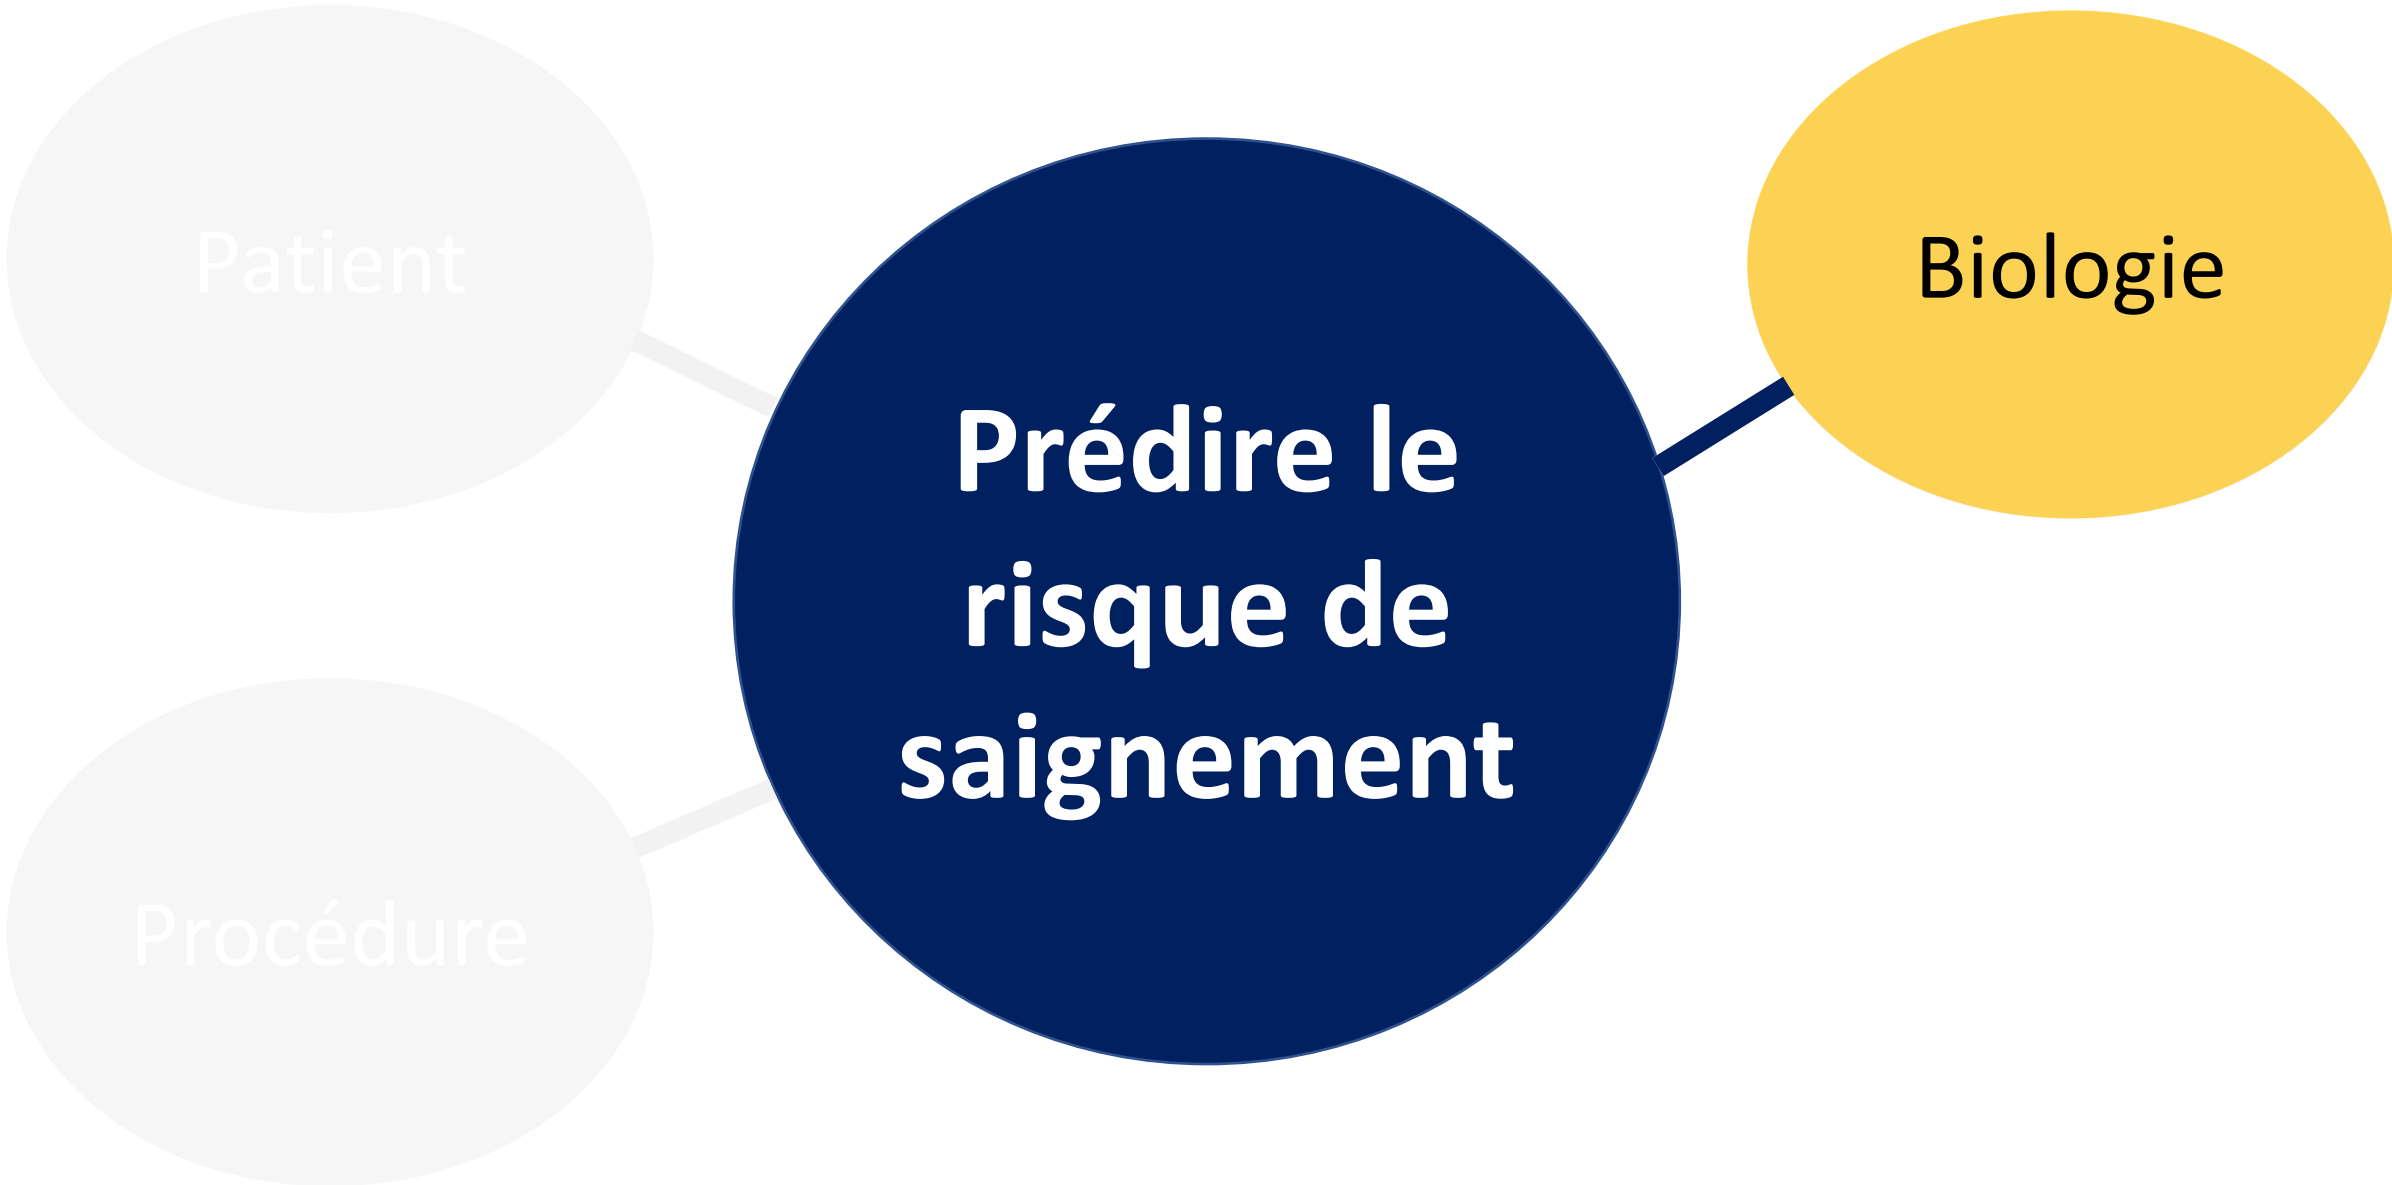 Patient
Biologie
Prédire le
risque de
saignement
Procédure